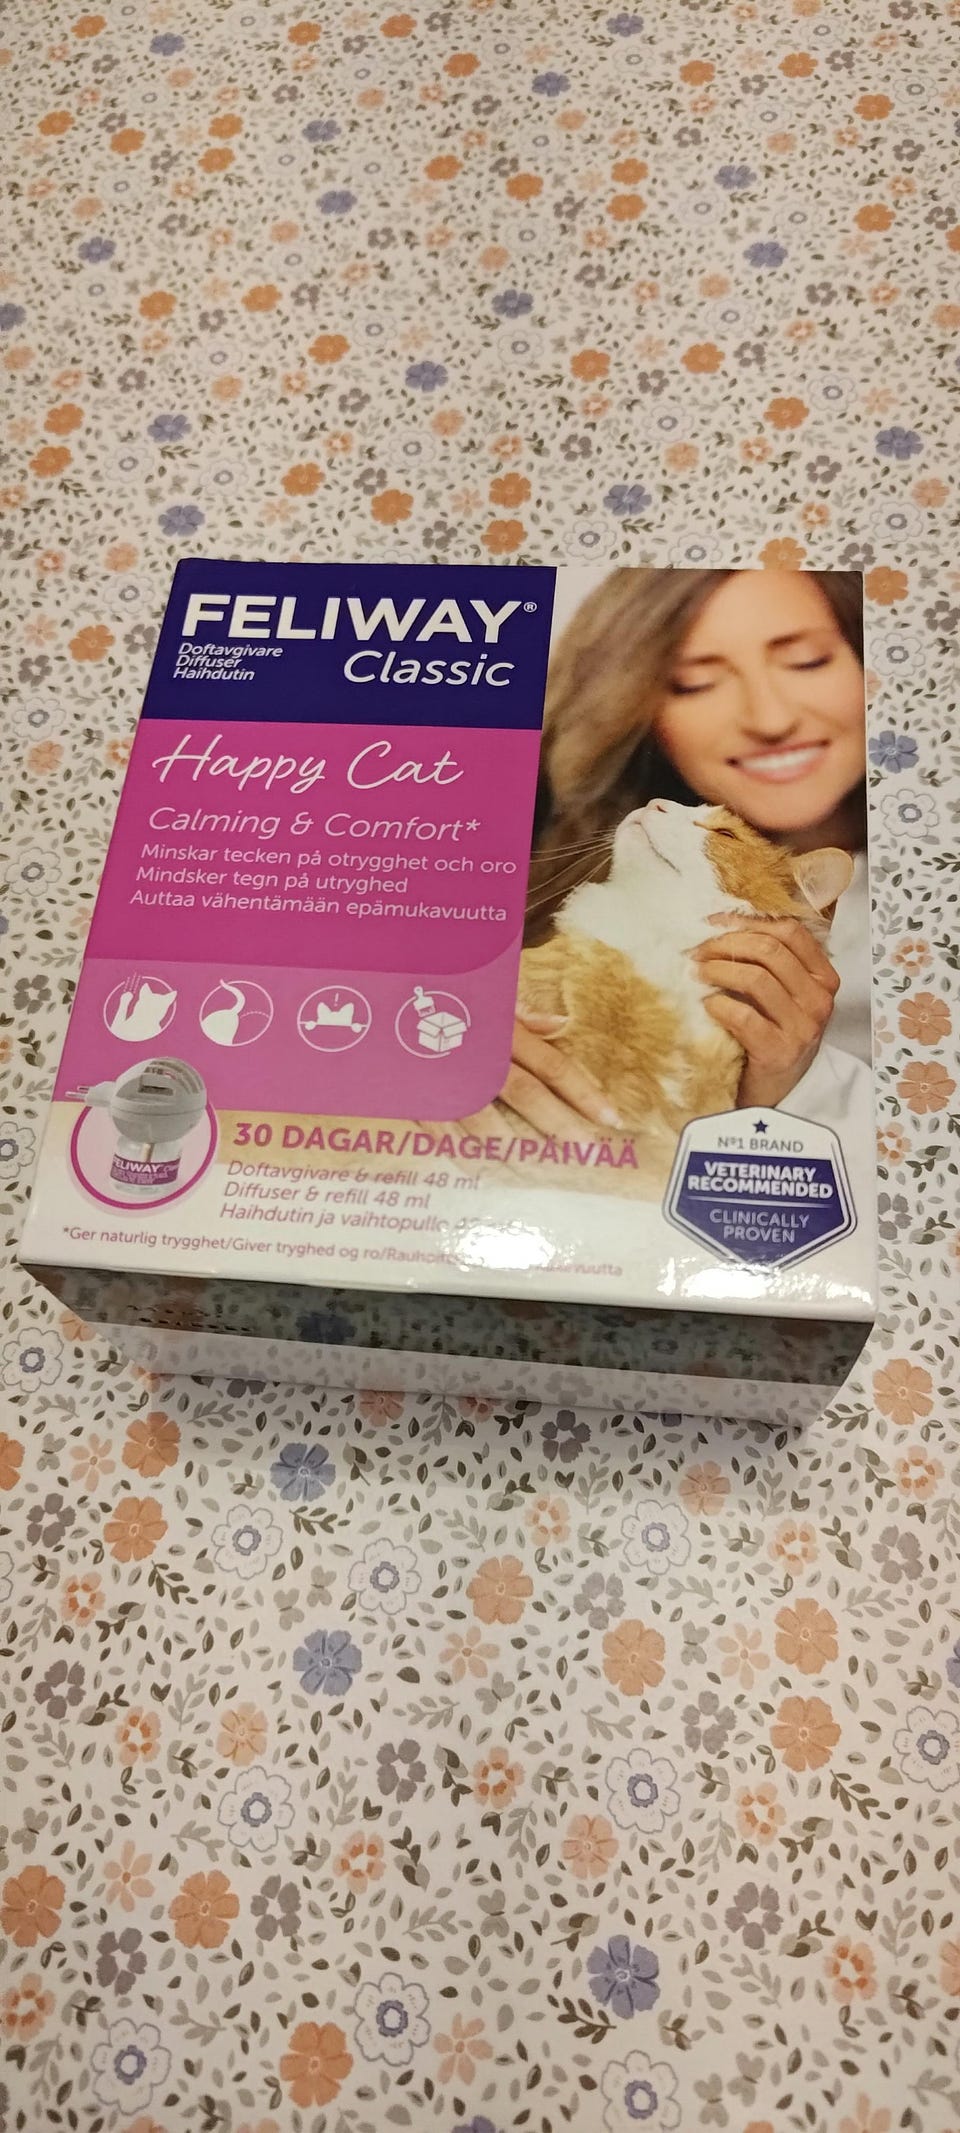 FELIWAY®
Doftavgivare
Diffuser
Haihdutin
Classic
Happy Cat
Calming & Comfort*
Minskar tecken på otrygghet och oro
Mindsker tegn på utryghed
Auttaa vähentämään epämukavuutta
30 DAGAR/DAGE/PÄIVÄÄ
Doftavgivare & refill 48 ml
Diffuser & refill 48 ml
Haihdutin ja vaihtopullo
*Ger naturlig trygghet/Giver tryghed og ro/
FELIWAY
Nº1 BRAND
VETERINARY
RECOMMENDED
CLINICALLY
PROVEN